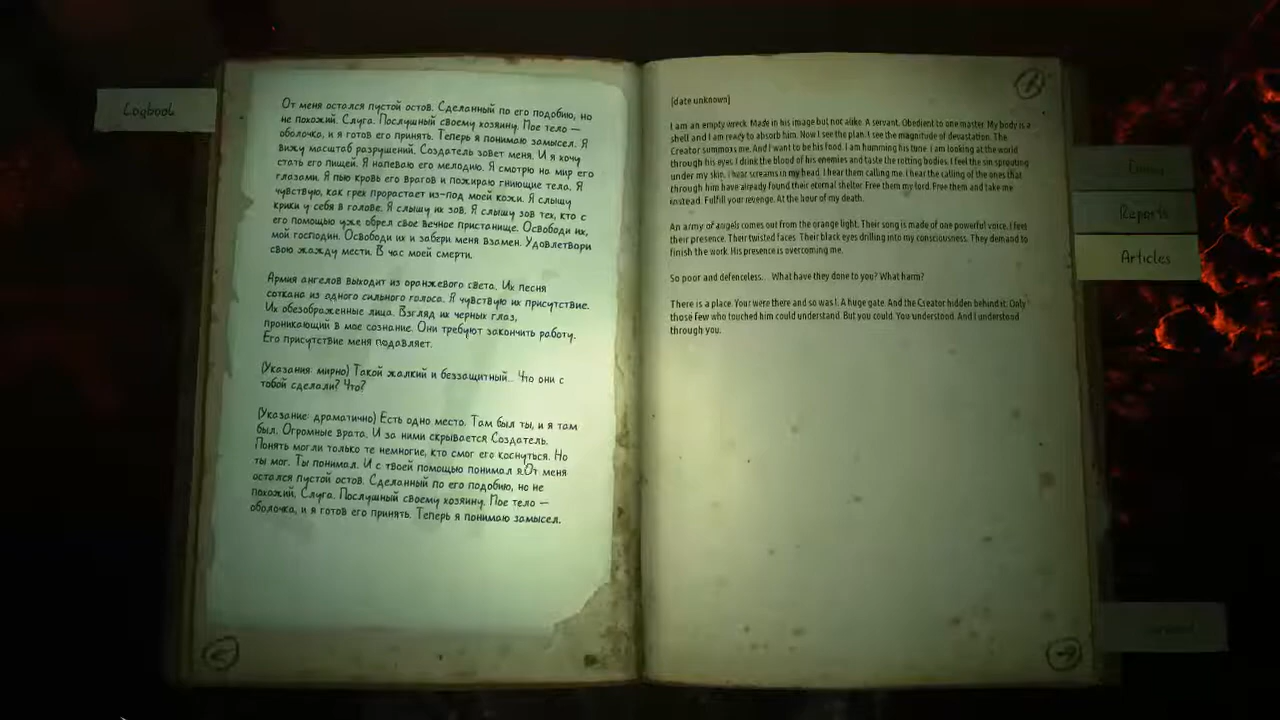 Logbook
От меня остался пустой остов. Сделанный по его подобию, но
не похожий. Слуга. Послушный своему хозяину. Мое тело —
оболочка, и я готов его принять. Теперь я понимаю замысел. Я
вижу масштаб разрушений. Создатель зовет меня. И я хочу
стать его пищей. Я напеваю его мелодию. Я смотрю на мир его
глазами. Я пью кровь его врагов и пожираю гниющие тела. Я
чувствую, как грех прорастает из-под моей кожи. Я слышу
крики у себя в голове. Я слышу их зов. Я слышу зов тех, кто с
его помощью уже обрел свое вечное пристанище. Освободи их,
мой господин. Освободи их и забери меня взамен. Удовлетвори
свою жажду мести. В час моей смерти.
Армия ангелов выходит из оранжевого света. Их песня
соткана из одного сильного голоса. Я чувствую их присутствие.
Их обезображенные лица. Взгляд их черных глаз,
проникающий в мое сознание. Они требуют закончить работу.
Его присутствие меня подавляет.
(Указания: мирно) Такой жалкий и беззащитный... Что они с
тобой сделали? Что?
(Указание: драматично) Есть одно место. Там был ты, и я там
был. Огромные врата. И за ними скрывается Создатель.
Понять могли только те немногие, кто смог его коснуться. Но
ты мог. Ты понимал. И с твоей помощью понимал я.От меня
остался пустой остов. Сделанный по его подобию, но не
похожий. Слуга. Послушный своему хозяину. Мое тело —
оболочка, и я готов его принять. Теперь я понимаю замысел.
[date unknown]
I am an empty wreck. Made in his image but not alike. A servant. Obedient to one master. My body is a
shell and I am ready to absorb him. Now I see the plan. I see the magnitude of devastation. The
Creator summons me. And I want to be his food. I am humming his tune. I am looking at the world
through his eyes. I drink the blood of his enemies and taste the rotting bodies. I feel the sin sprouting
under my skin. I hear screams in my head. I hear them calling me. I hear the calling of the ones that
through him have already found their eternal shelter. Free them my lord. Free them and take me
instead. Fulfill your revenge. At the hour of my death.
An army of angels comes out from the orange light. Their song is made of one powerful voice. I feel
their presence. Their twisted faces. Their black eyes drilling into my consciousness. They demand to
finish the work. His presence is overcoming me.
So poor and defenceless... What have they done to you? What harm?
There is a place. Your were there and so was I. A huge gate. And the Creator hidden behind it. Only
those few who touched him could understand. But you could. You understood. And I understood
through you.
Reports
Articles